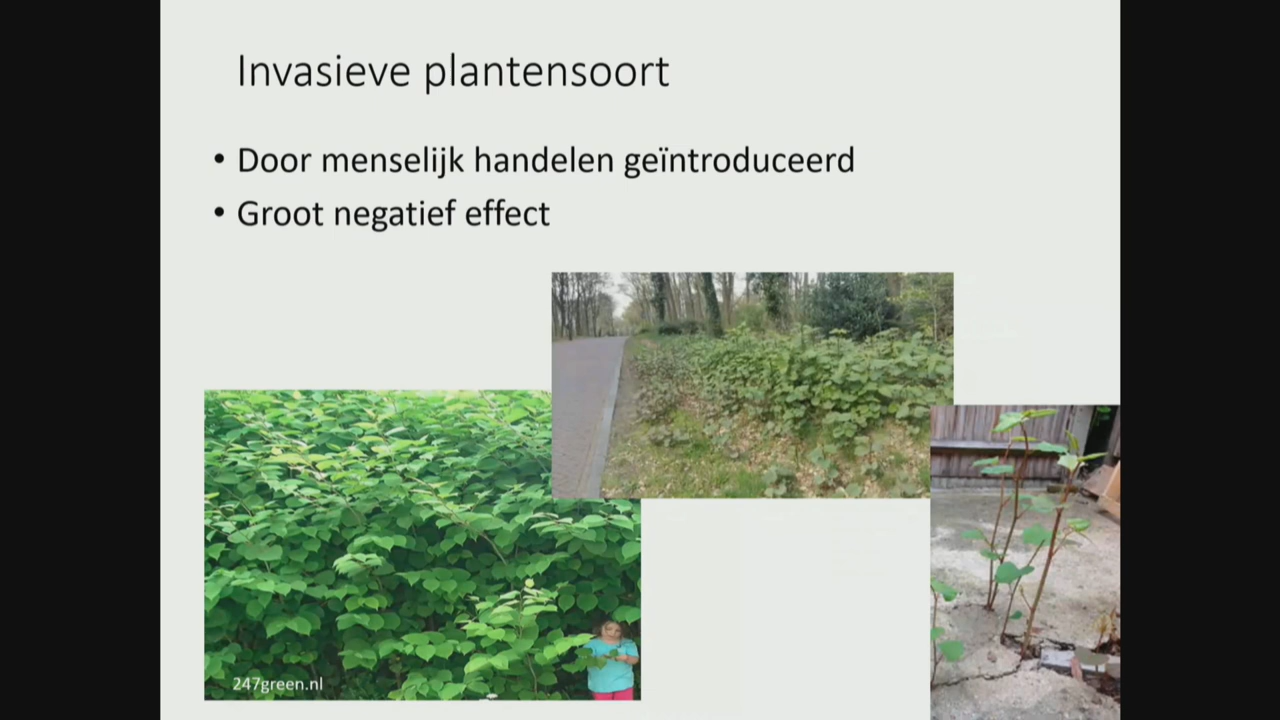 Invasieve plantensoort
• Door menselijk handelen geïntroduceerd
• Groot negatief effect
247green.nl